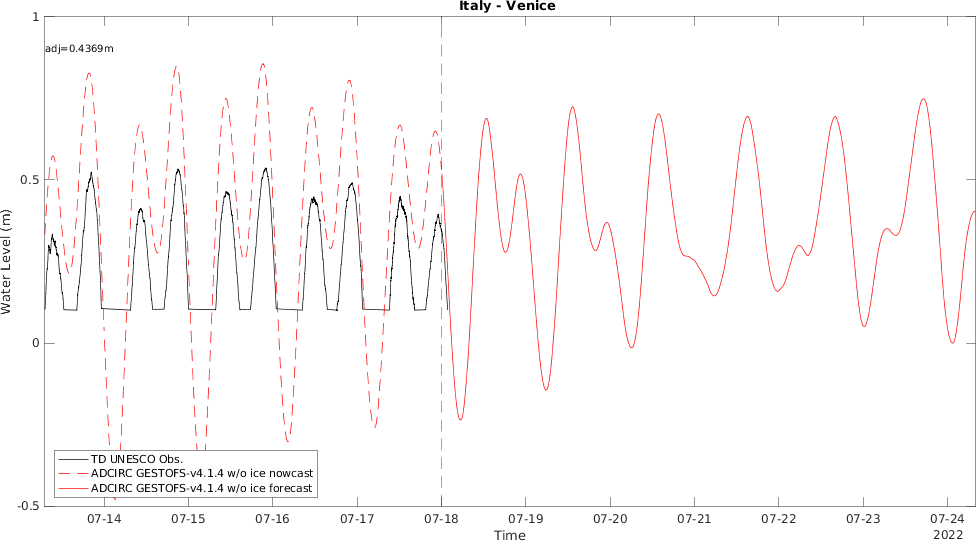 Italy - Venice
adj=0.4369m
1
0.5
0
-0.5
Water Level (m)
TD UNESCO Obs.
ADCIRC GESTOFS-v4.1.4 w/o ice nowcast
ADCIRC GESTOFS-v4.1.4 w/o ice forecast
07-14 07-15 07-16 07-17 07-18 07-19 07-20 07-21 07-22 07-23 07-24
Time
2022